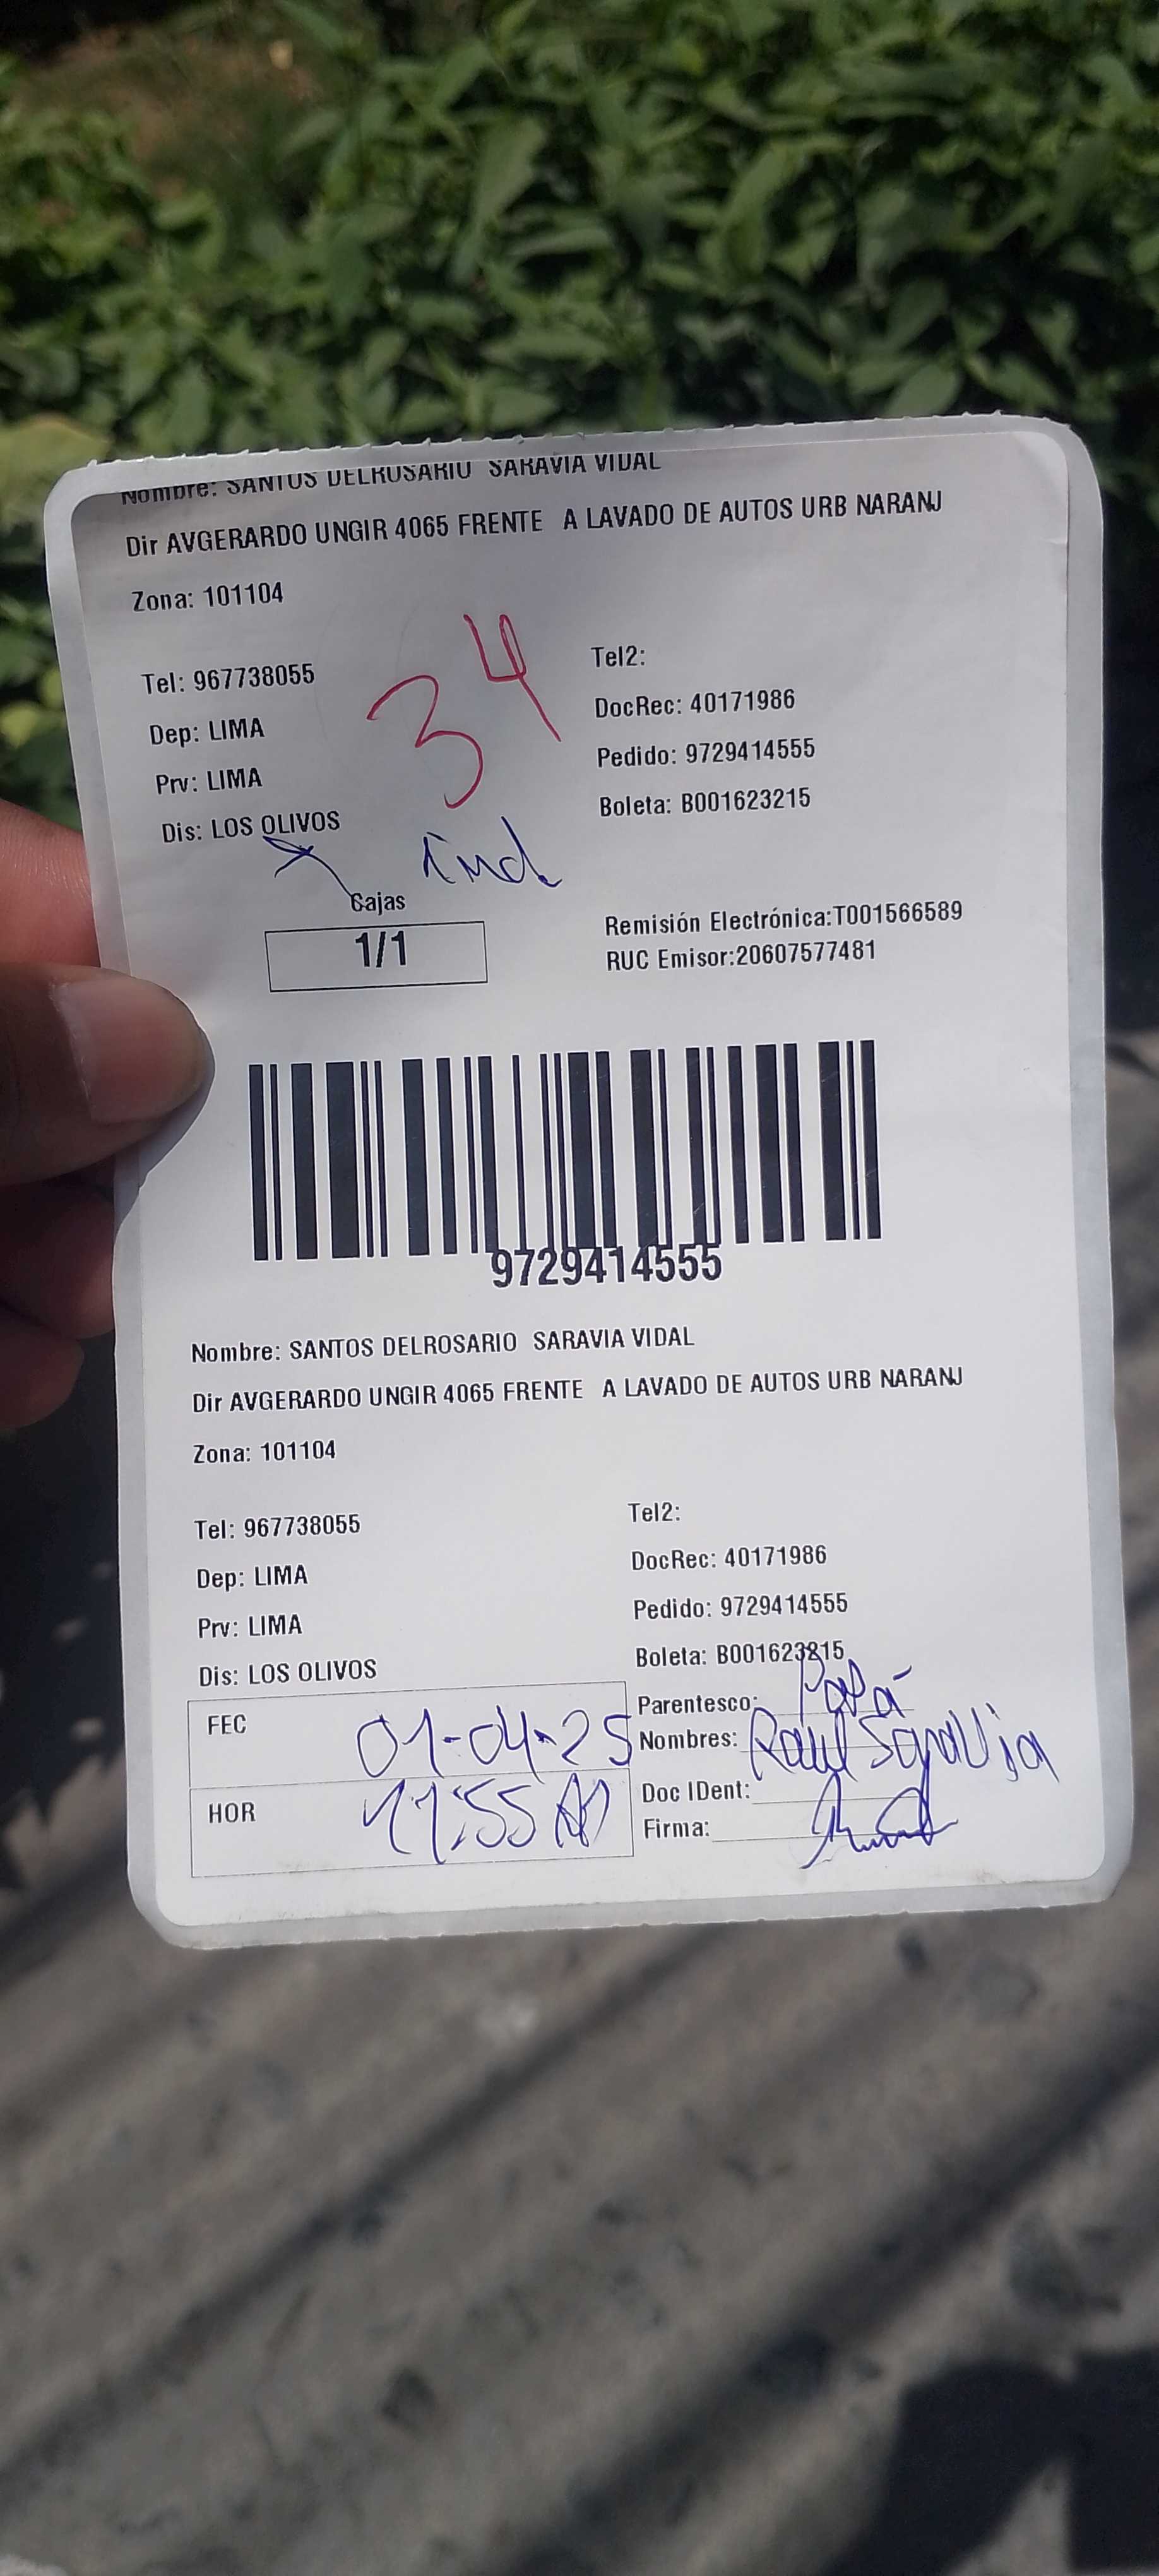 Nombre: SANTOS DELROSARIO SARAVIA VIDAL
Dir AVGERARDO UNGIR 4065 FRENTE A LAVADO DE AUTOS URB NARANJ
Zona: 101104
34
Tel: 967738055
Tel2:
Dep: LIMA
DocRec: 40171986
Prv: LIMA
Pedido: 9729414555
Dis: LOS OLIVOS
Boleta: B001623215
Cajas
1/1
Remisión Electrónica:T001566589
RUC Emisor:20607577481
9729414555
Nombre: SANTOS DELROSARIO SARAVIA VIDAL
Dir AVGERARDO UNGIR 4065 FRENTE A LAVADO DE AUTOS URB NARANJ
Zona: 101104
Tel: 967738055
Tel2:
Dep: LIMA
DocRec: 40171986
Prv: LIMA
Pedido: 9729414555
Dis: LOS OLIVOS
Boleta: B001623215
FEC 01-04-25
Parentesco: Papá
Nombres: Raul Saravia
HOR 11:55 AM
Doc IDent:
Firma: